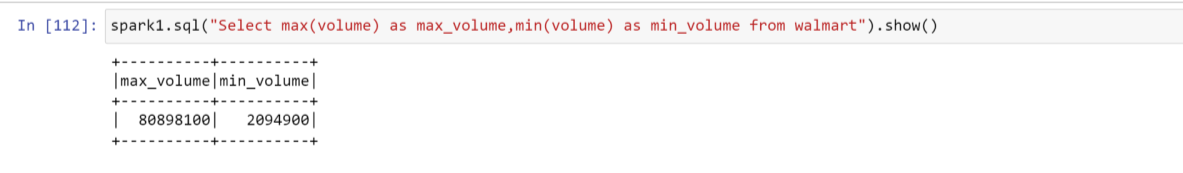 In [112]: spark1.sql("Select max(volume) as max_volume,min(volume) as min_volume from walmart").show()
+----------+----------+
|max_volume|min_volume|
+----------+----------+
|  80898100|   2094900|
+----------+----------+